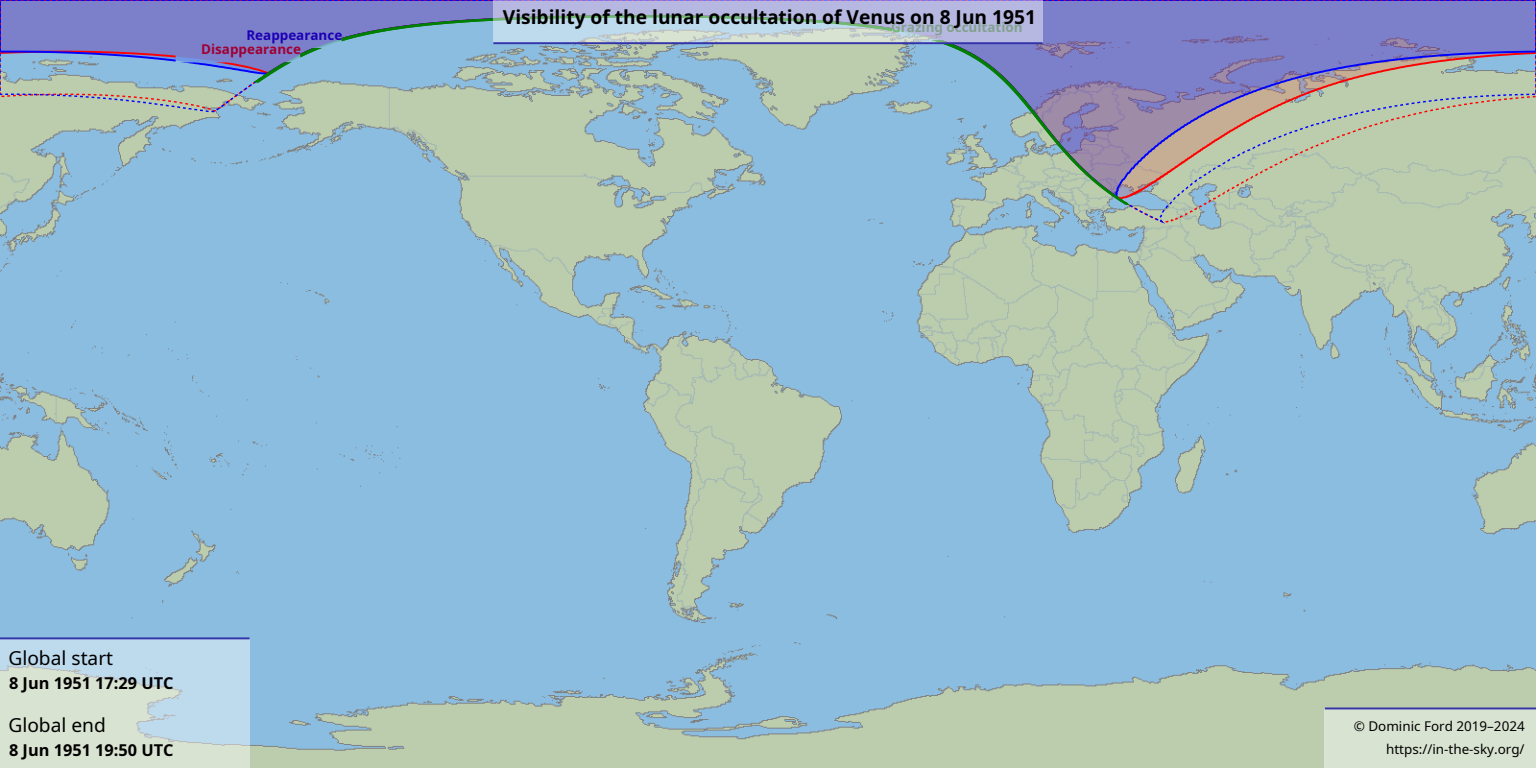 Visibility of the lunar occultation of Venus on 8 Jun 1951
Grazing occultation
Reappearance
Disappearance
Global start
8 Jun 1951 17:29 UTC
Global end
8 Jun 1951 19:50 UTC
© Dominic Ford 2019–2024
https://in-the-sky.org/